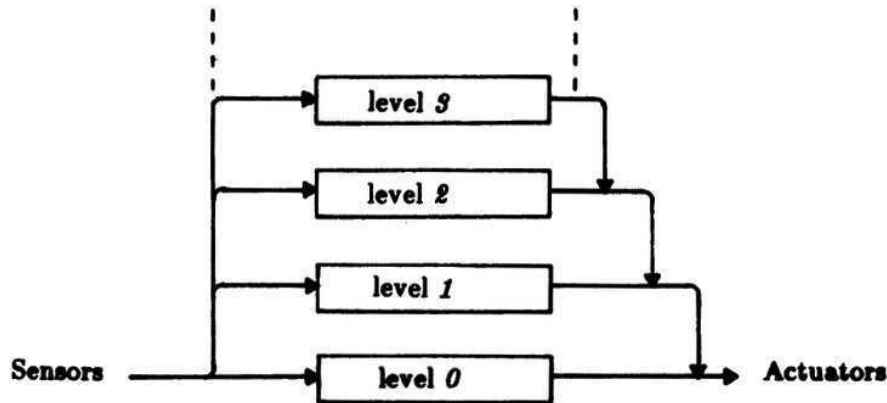 level 3
level 2
level 1
Sensors
level 0
Actuators